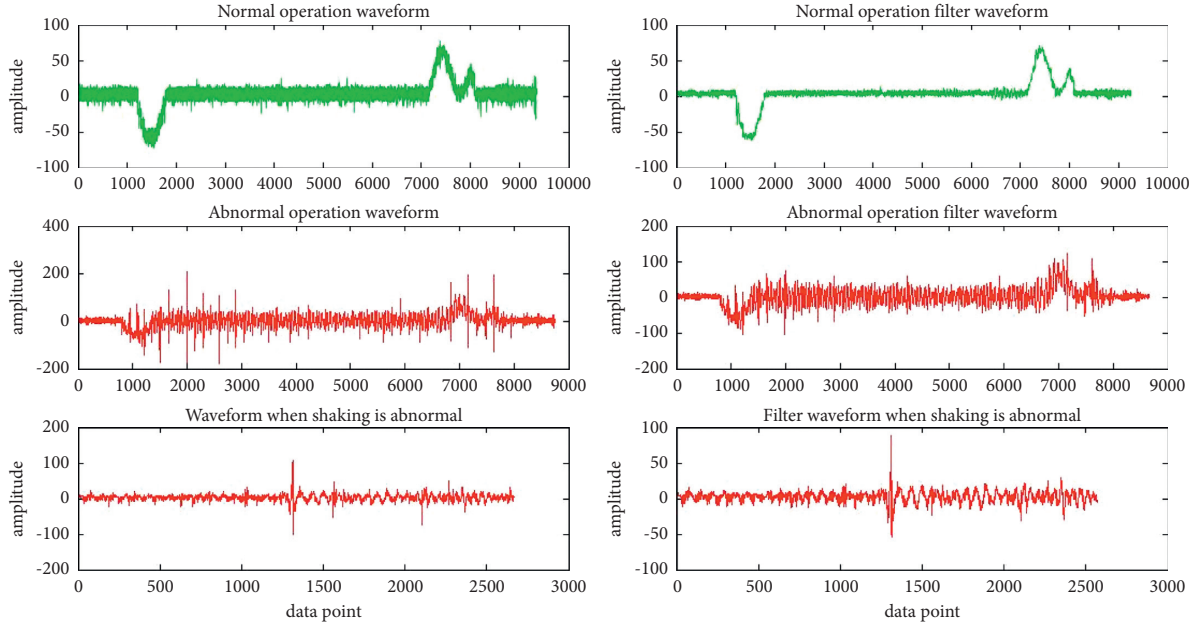 Normal operation waveform
100
50
0
-50
-100
amplitude
0 1000 2000 3000 4000 5000 6000 7000 8000 9000 10000
Normal operation filter waveform
100
50
0
-50
-100
amplitude
0 1000 2000 3000 4000 5000 6000 7000 8000 9000 10000
Abnormal operation waveform
400
200
0
-200
amplitude
0 1000 2000 3000 4000 5000 6000 7000 8000 9000
Abnormal operation filter waveform
200
100
0
-100
-200
amplitude
0 1000 2000 3000 4000 5000 6000 7000 8000 9000
Waveform when shaking is abnormal
200
100
0
-100
-200
amplitude
0 500 1000 1500 2000 2500 3000
data point
Filter waveform when shaking is abnormal
100
50
0
-50
-100
amplitude
0 500 1000 1500 2000 2500 3000
data point